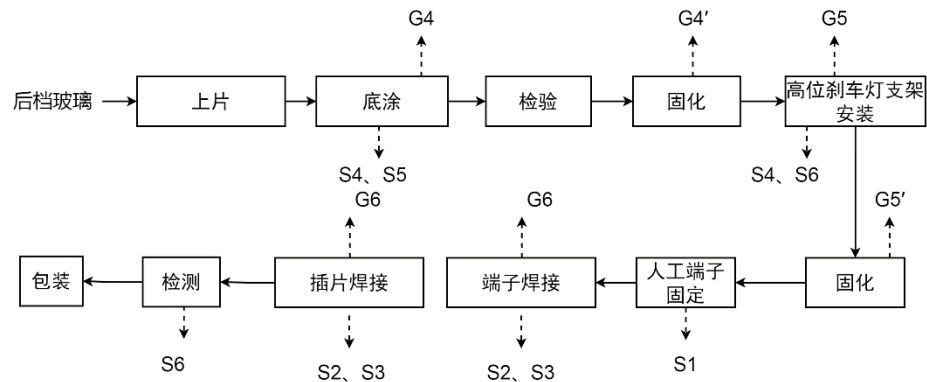 G4
G4′
G5
后档玻璃
上片
底涂
检验
固化
高位刹车灯支架
安装
S4、S5
S4、S6
G6
G6
G5′
包装
检测
插片焊接
端子焊接
人工端子
固定
固化
S6
S2、S3
S2、S3
S1